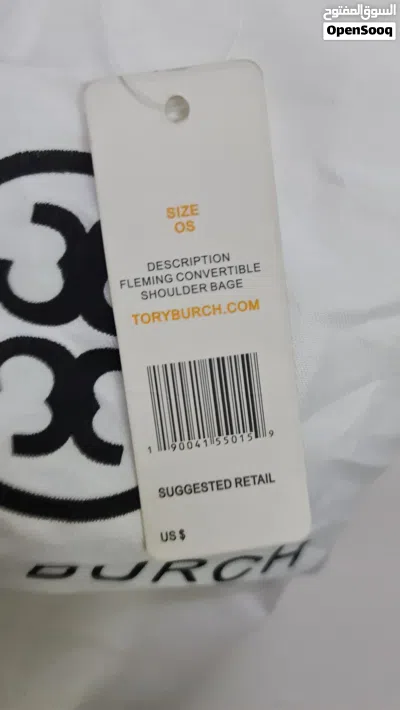 السوق المفتوح
OpenSooq
SIZE
OS
DESCRIPTION
FLEMING CONVERTIBLE
SHOULDER BAGE
TORYBURCH.COM
1 90041 55015 9
SUGGESTED RETAIL
US $
BURCH